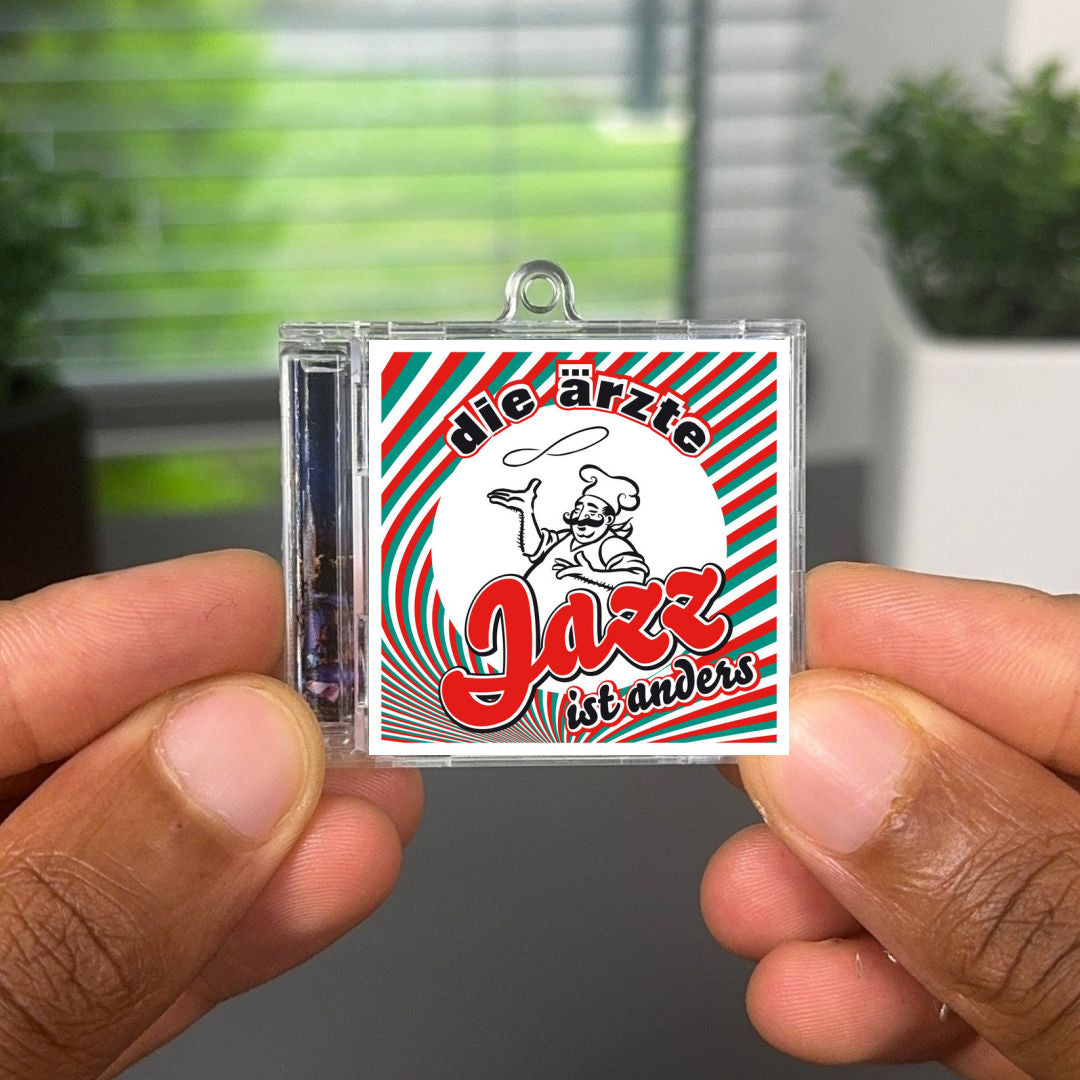 die ärzte
Jazz
ist anders